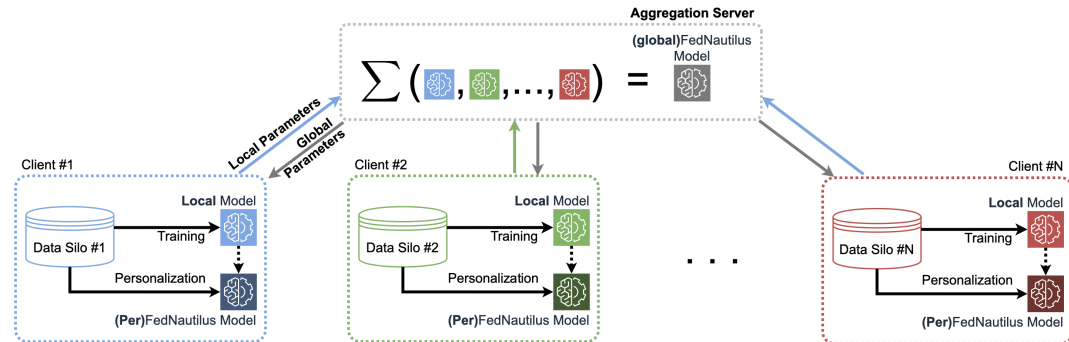 Aggregation Server
(global)FedNautilus
Model
∑ ( , ,..., ) =
Local Parameters
Global
Parameters
Client #1
Local Model
Data Silo #1
Training
Personalization
(Per)FedNautilus Model
Client #2
Local Model
Data Silo #2
Training
Personalization
(Per)FedNautilus Model
. . .
Client #N
Local Model
Data Silo #N
Training
Personalization
(Per)FedNautilus Model